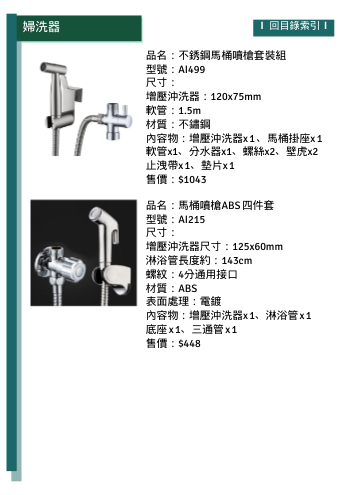 婦洗器
回目錄索引
品名：不銹鋼馬桶噴槍套裝組
型號：AI499
尺寸：
增壓沖洗器：120x75mm
軟管：1.5m
材質：不鏽鋼
內容物：增壓沖洗器x1、馬桶掛座x1
軟管x1、分水器x1、螺絲x2、壁虎x2
止洩帶x1、墊片x1
售價：$1043
品名：馬桶噴槍ABS四件套
型號：AI215
尺寸：
增壓沖洗器尺寸：125x60mm
淋浴管長度約：143cm
螺紋：4分通用接口
材質：ABS
表面處理：電鍍
內容物：增壓沖洗器x1、淋浴管x1
底座x1、三通管x1
售價：$448